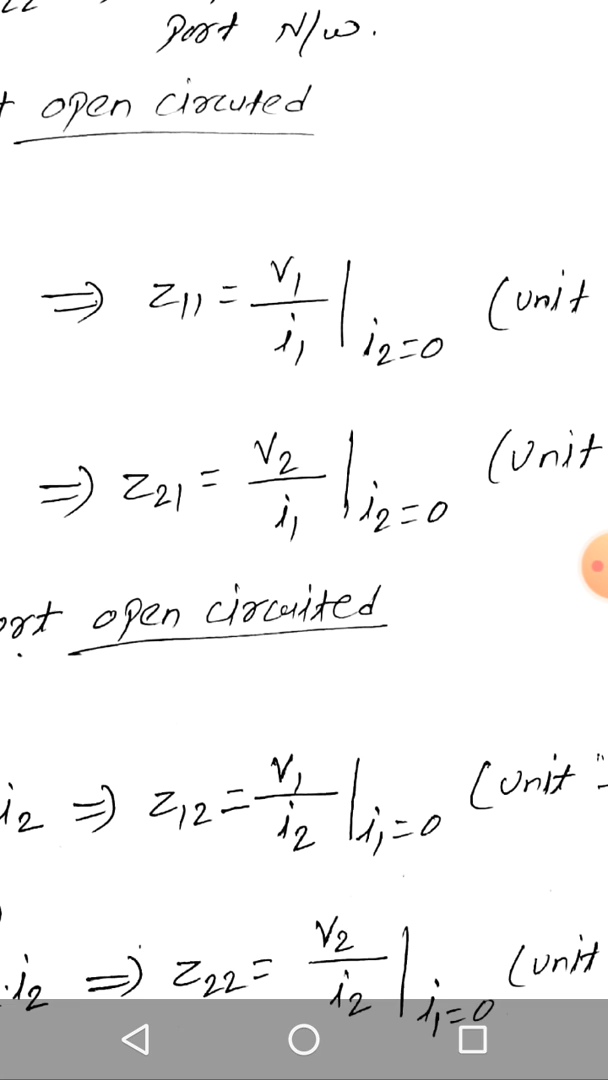 Port N/w.
open circuted
=> Z11 = V1/i1 | i2=0 (unit
=> Z21 = V2/i1 | i2=0 (unit
ort open circuited
i2 => Z12 = V1/i2 | i1=0 (unit
.i2 => Z22 = V2/i2 | i1=0 (unit